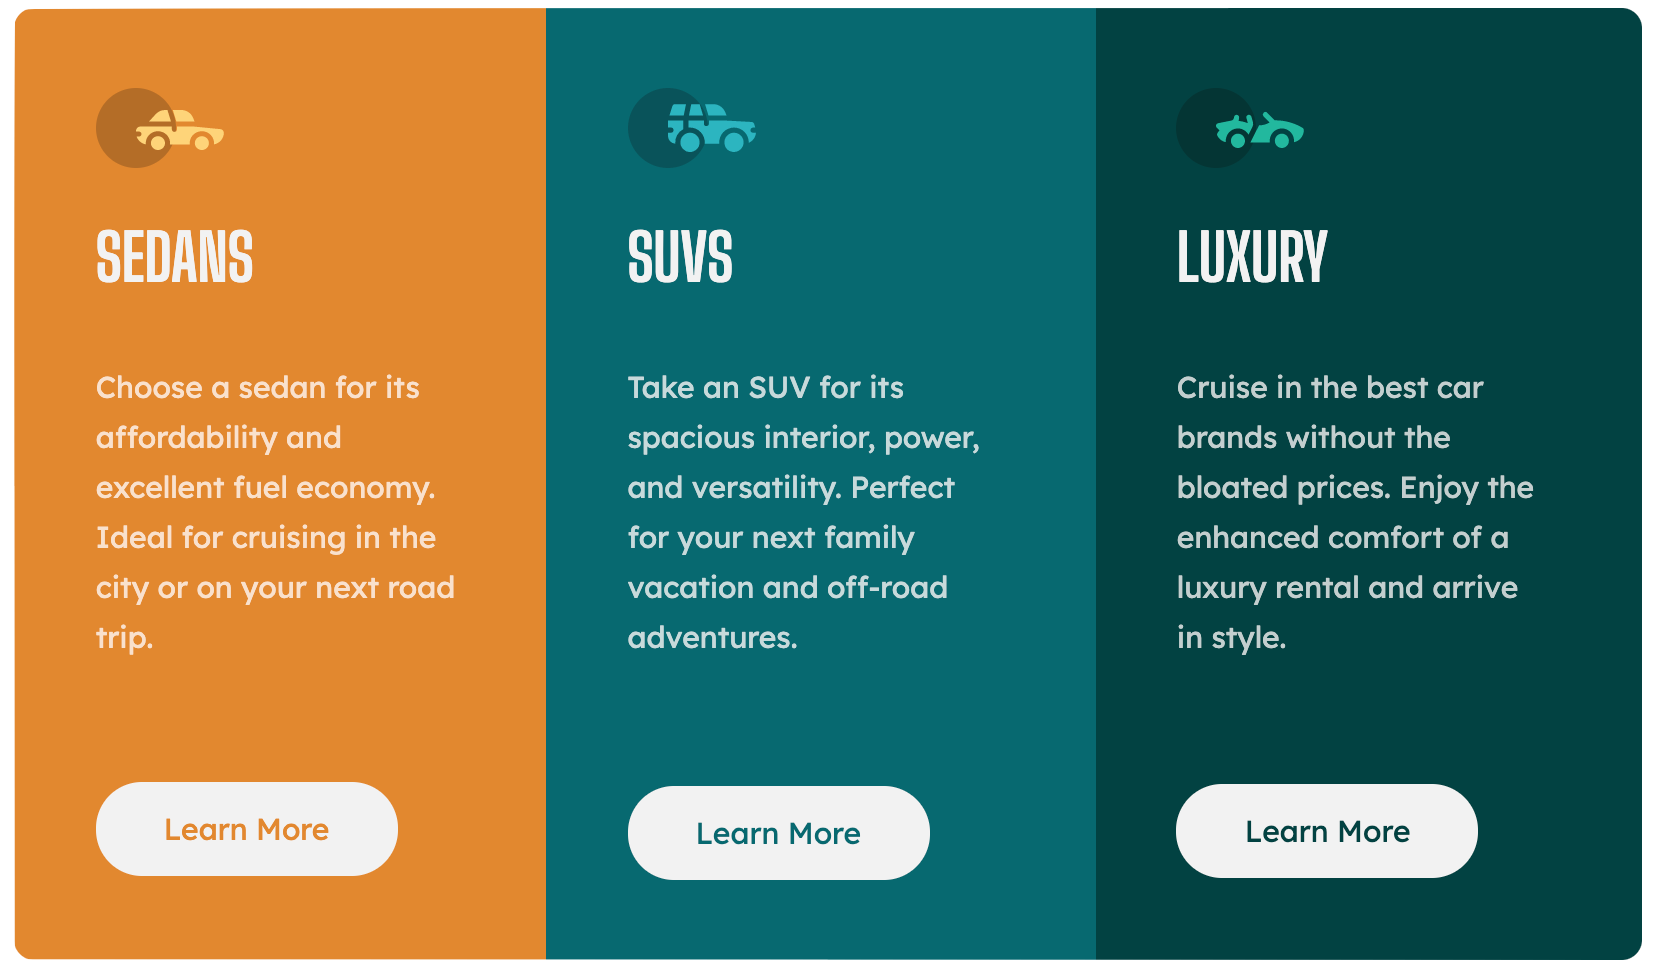 SEDANS
Choose a sedan for its
affordability and
excellent fuel economy.
Ideal for cruising in the
city or on your next road
trip.
Learn More
SUVS
Take an SUV for its
spacious interior, power,
and versatility. Perfect
for your next family
vacation and off-road
adventures.
Learn More
LUXURY
Cruise in the best car
brands without the
bloated prices. Enjoy the
enhanced comfort of a
luxury rental and arrive
in style.
Learn More